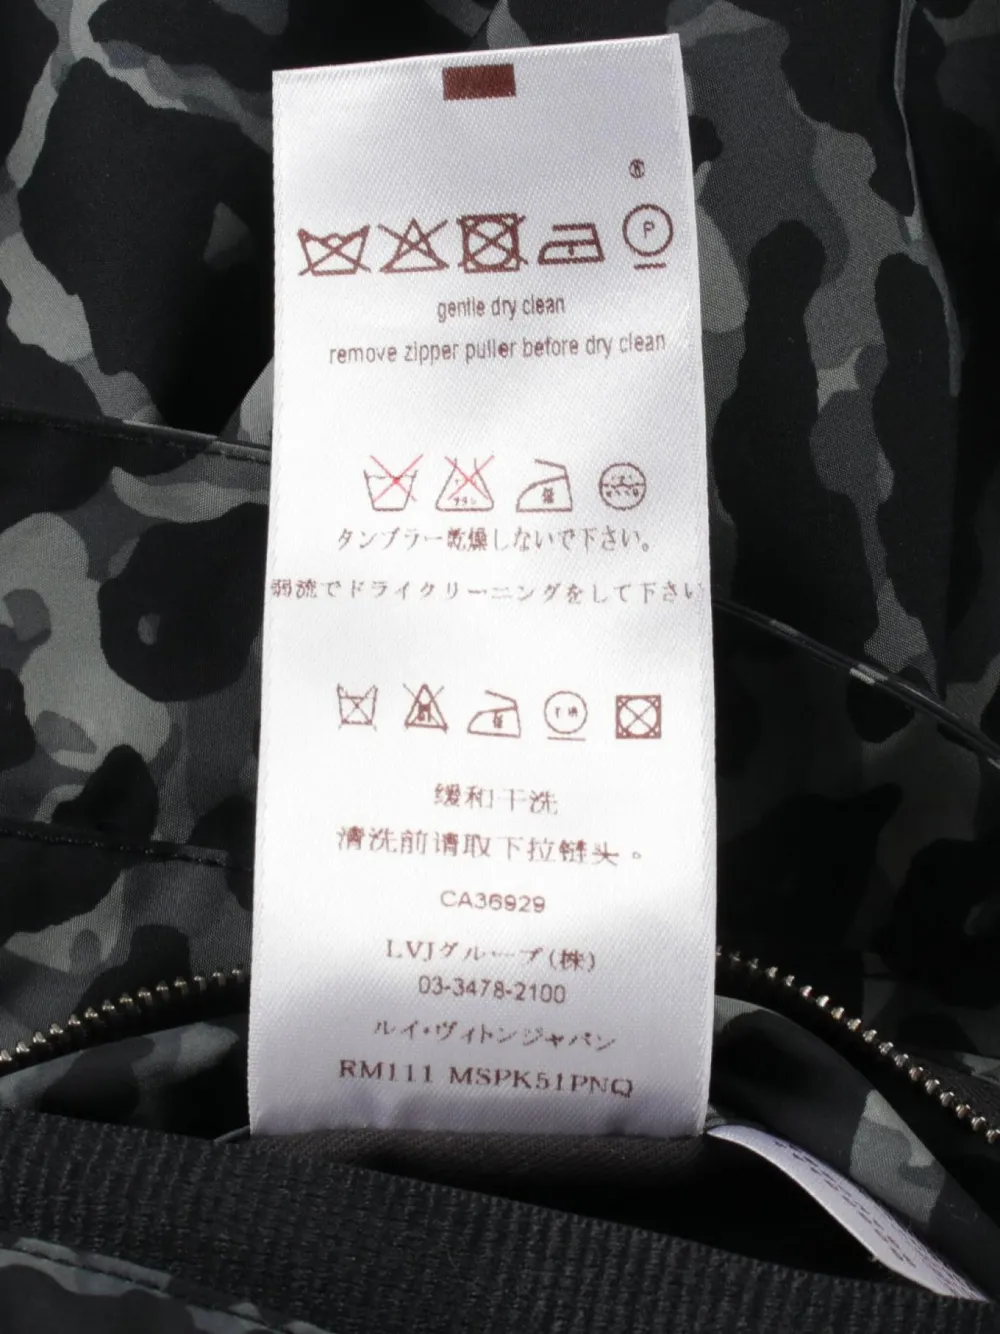 P
gentle dry clean
remove zipper puller before dry clean
タンブラー乾燥しないで下さい。
弱流でドライクリーニングをして下さい
缓和干洗
清洗前请取下拉链头。
CA36929
LVJグループ(株)
03-3478-2100
ルイ・ヴィトンジャパン
RM111 MSPK51PNQ